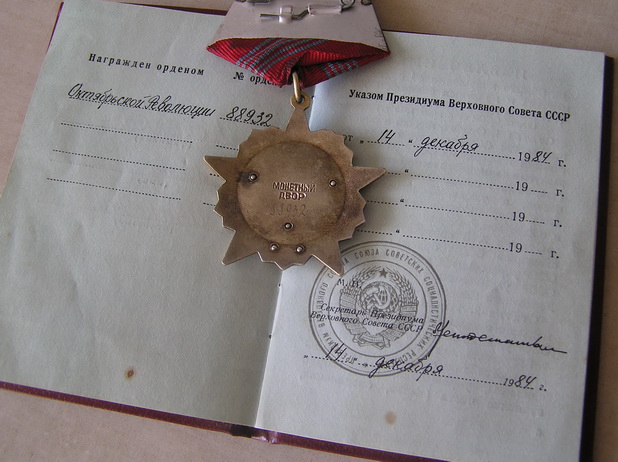 Награжден орденом
№ орден
Октябрьской Революции 88932
Указом Президиума Верховного Совета СССР
от " 14 " декабря 1984 г.
19 г.
19 г.
19 г.
МОНЕТНЫЙ
ДВОР
М. П.
Секретарь Президиума
Верховного Совета СССР
" 14 " декабря 1984 г.